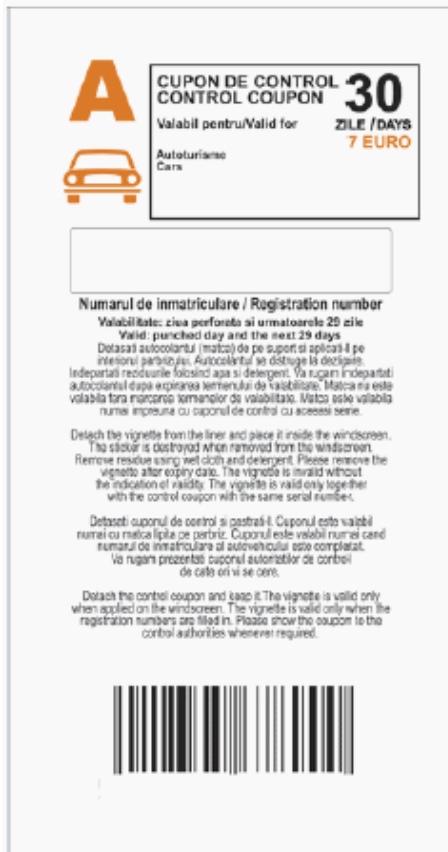 A
CUPON DE CONTROL
CONTROL COUPON
30
Valabil pentru/Valid for
ZILE /DAYS
7 EURO
Autoturisme
Cars
Numarul de inmatriculare / Registration number
Valabilitate: ziua perforata si urmatoarele 29 zile
Valid: punched day and the next 29 days
Detasati autocolantul (matca) de pe suport si aplicati-l pe
interiorul parbrizului. Autocolantul se distruge la dezlipire.
Indepartati reziduurile folosind apa si detergent. Va rugam indepartati
autocolantul dupa expirarea termenului de valabilitate. Matca nu este
valabila fara marcarea termenelor de valabilitate. Matca este valabila
numai impreuna cu cuponul de control cu aceeasi serie.
Detach the vignette from the liner and place it inside the windscreen.
The sticker is destroyed when removed from the windscreen.
Remove residue using wet cloth and detergent. Please remove the
vignette after expiry date. The vignette is invalid without
the indication of validity. The vignette is valid only together
with the control coupon with the same serial number.
Detasati cuponul de control si pastrati-l. Cuponul este valabil
numai cu matca lipita pe parbriz. Cuponul este valabil numai cand
numarul de inmatriculare al autovehicului este completat.
Va rugam prezentati cuponul autoritatilor de control
de cate ori vi se cere.
Detach the control coupon and keep it.The vignette is valid only
when applied on the windscreen. The vignette is valid only when the
registration numbers are filled in. Please show the coupon to the
control authorities whenever required.